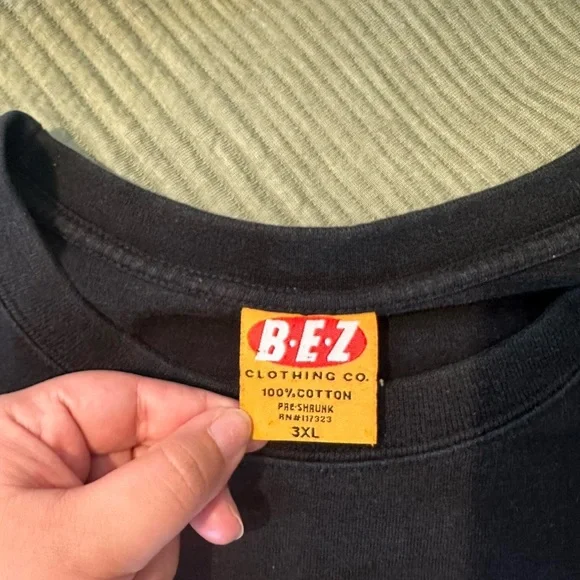 B·E·Z
CLOTHING CO.
100% COTTON
PRE-SHRUNK
RN#117323
3XL